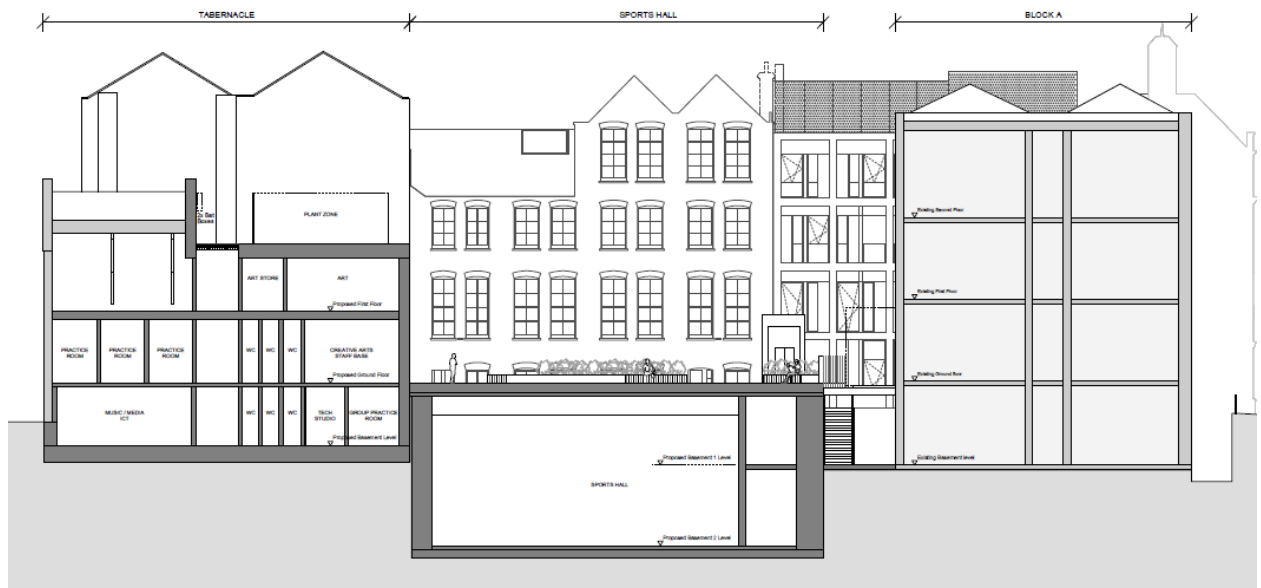 TABERNACLE
SPORTS HALL
BLOCK A
2x Bat
Boxes
PLANT ZONE
Existing Second Floor
ART STORE
ART
Proposed First Floor
Existing First Floor
PRACTICE
ROOM
PRACTICE
ROOM
PRACTICE
ROOM
WC
WC
WC
CREATIVE ARTS
STAFF BASE
Proposed Ground Floor
Existing Ground floor
MUSIC / MEDIA
ICT
WC
WC
WC
TECH
STUDIO
GROUP PRACTICE
ROOM
Proposed Basement Level
Proposed Basement 1 Level
Existing Basement level
SPORTS HALL
Proposed Basement 2 Level